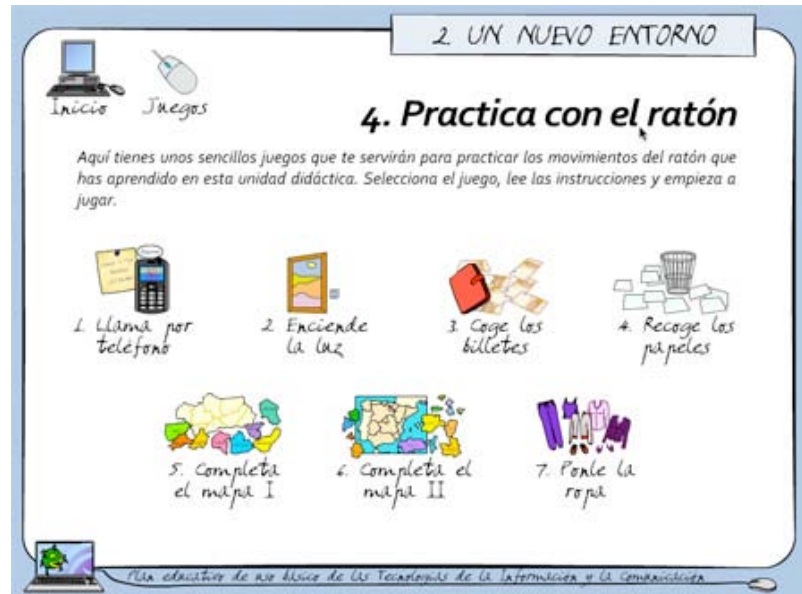 2 UN NUEVO ENTORNO
Inicio
Juegos
4. Practica con el ratón
Aquí tienes unos sencillos juegos que te servirán para practicar los movimientos del ratón que
has aprendido en esta unidad didáctica. Selecciona el juego, lee las instrucciones y empieza a
jugar.
1. Llama por
teléfono
2 Enciende
la luz
3. Coge los
billetes
4. Recoge los
papeles
5. Completa
el mapa I
6. Completa el
mapa II
7. Ponle la
ropa
Plan educativo de uso básico de las Tecnologías de la Información y la Comunicación